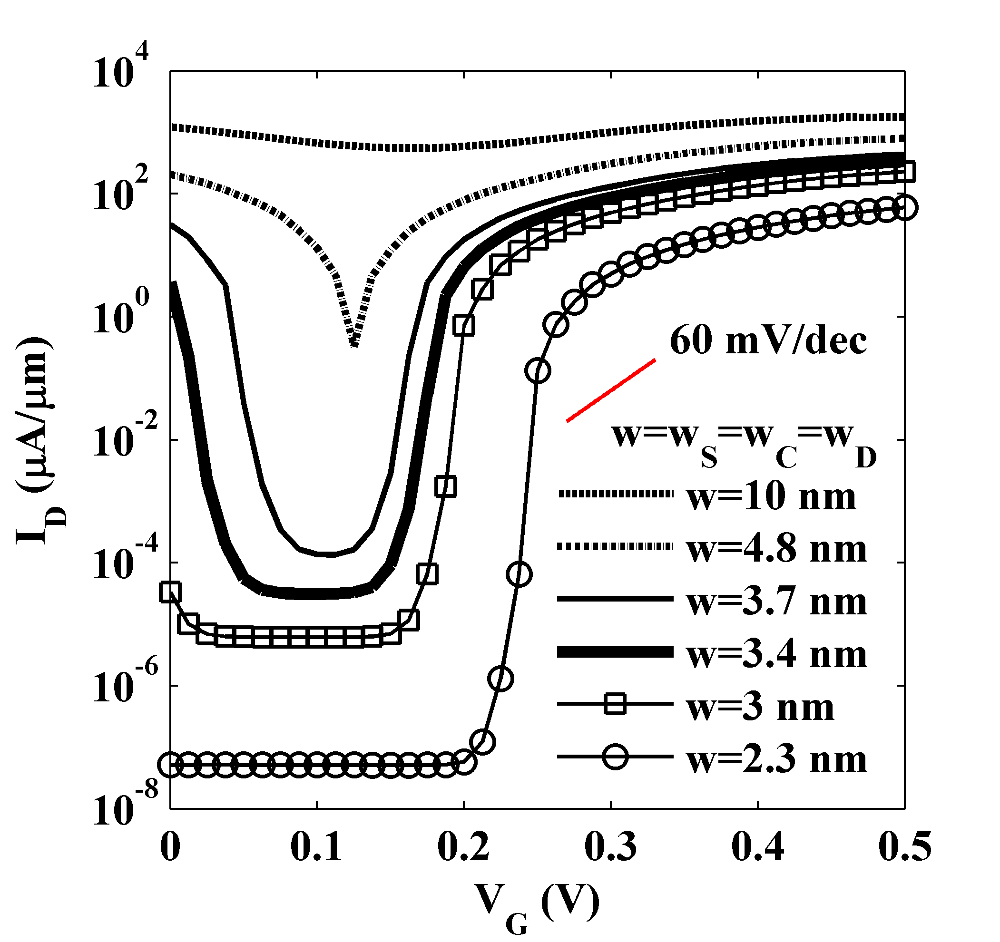 10^4
10^2
10^0
10^-2
10^-4
10^-6
10^-8
I_D (μA/μm)
60 mV/dec
w=w_S=w_C=w_D
w=10 nm
w=4.8 nm
w=3.7 nm
w=3.4 nm
w=3 nm
w=2.3 nm
0 0.1 0.2 0.3 0.4 0.5
V_G (V)